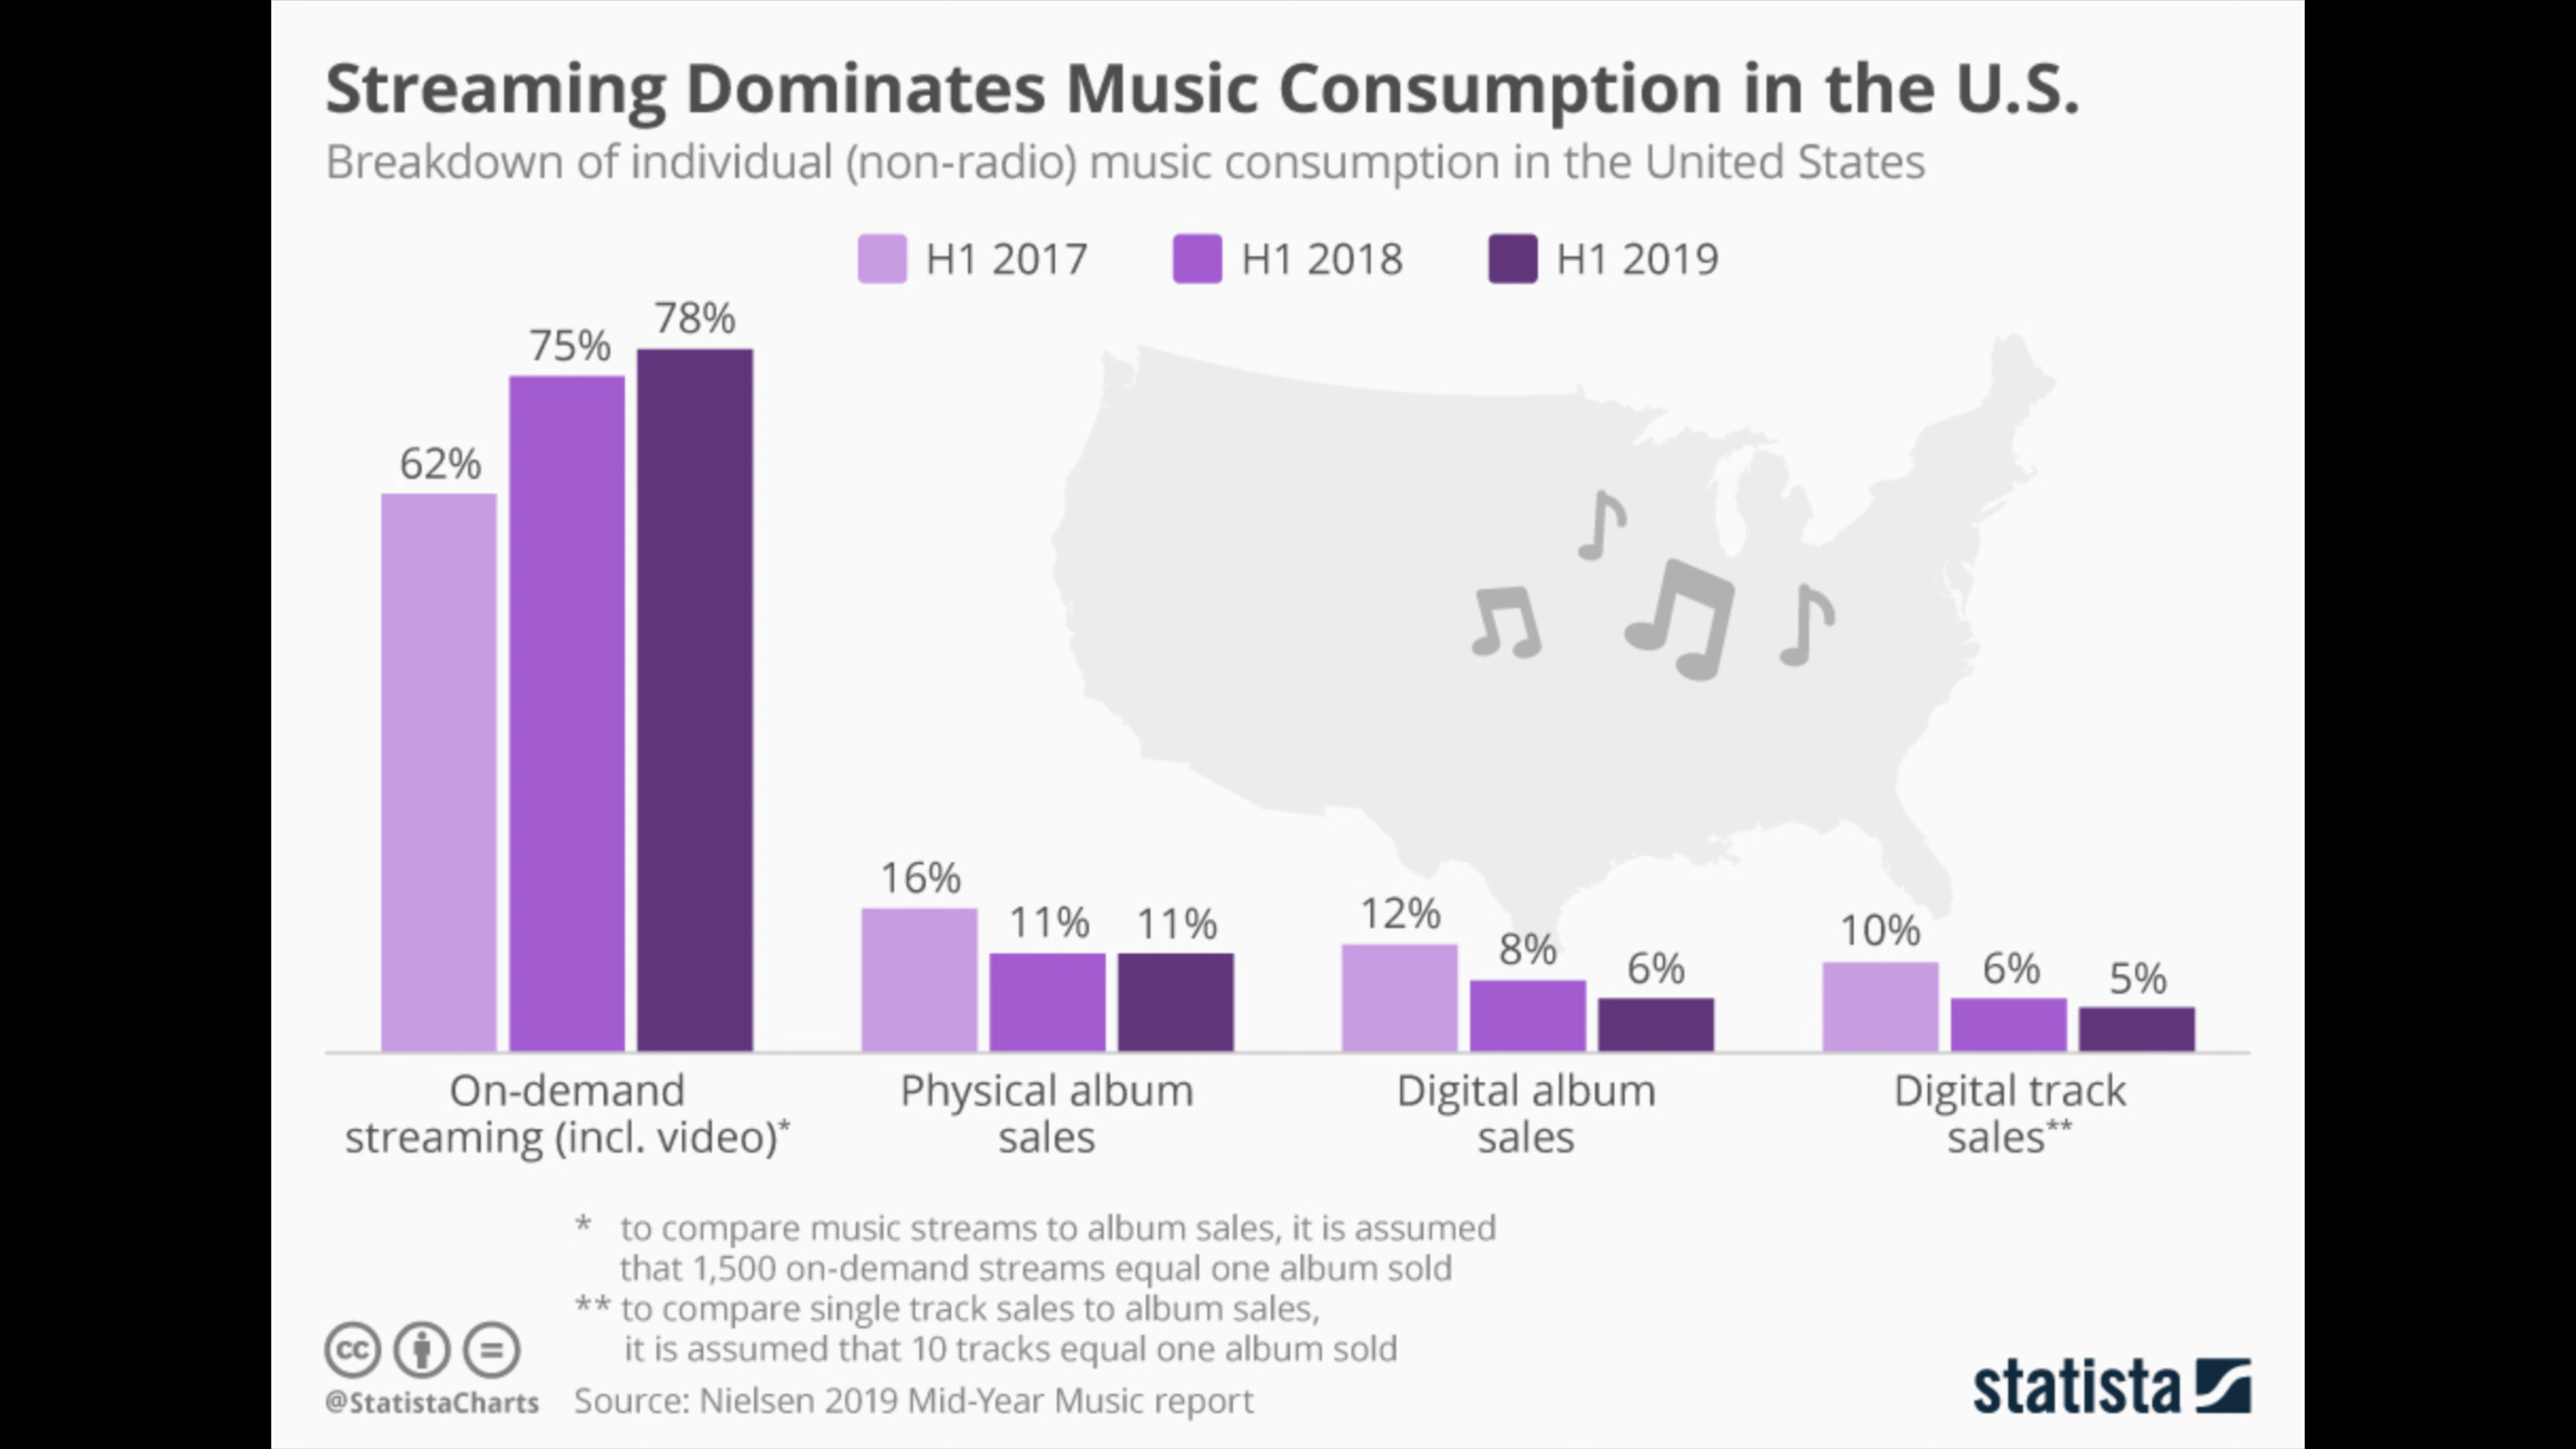 Streaming Dominates Music Consumption in the U.S.
Breakdown of individual (non-radio) music consumption in the United States
H1 2017 H1 2018 H1 2019
62% 75% 78%
16% 11% 11%
12% 8% 6%
10% 6% 5%
On-demand
streaming (incl. video)*
Physical album
sales
Digital album
sales
Digital track
sales**
* to compare music streams to album sales, it is assumed
that 1,500 on-demand streams equal one album sold
** to compare single track sales to album sales,
it is assumed that 10 tracks equal one album sold
cc =
@StatistaCharts
Source: Nielsen 2019 Mid-Year Music report
statista